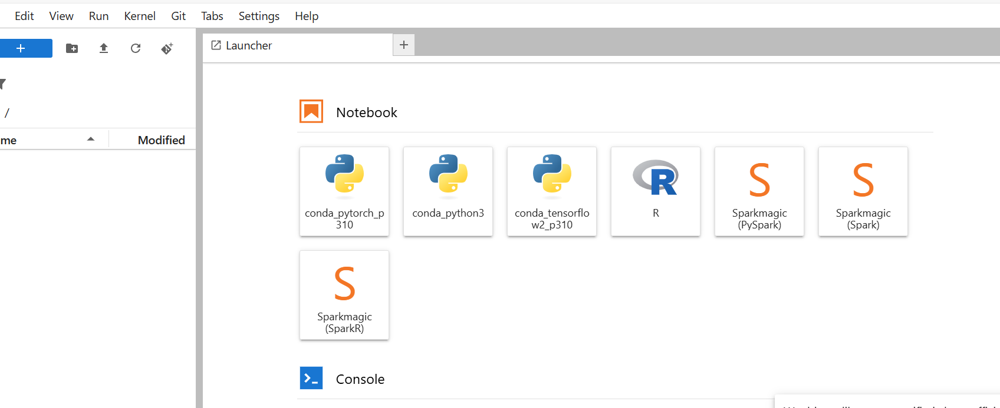 Edit View Run Kernel Git Tabs Settings Help
Launcher
/
me Modified
Notebook
conda_pytorch_p
310
conda_python3
conda_tensorflo
w2_p310
R
Sparkmagic
(PySpark)
Sparkmagic
(Spark)
Sparkmagic
(SparkR)
Console